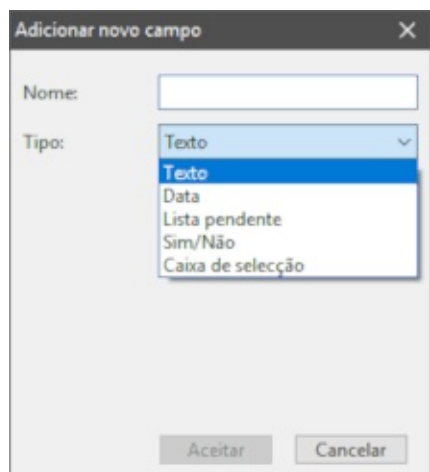 Adicionar novo campo
Nome:
Tipo: Texto
Texto
Data
Lista pendente
Sim/Não
Caixa de selecção
Aceitar Cancelar